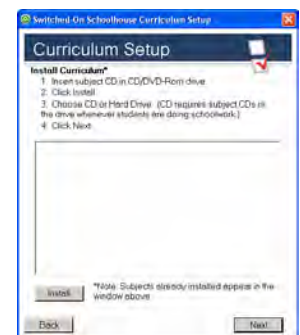 Switched-On Schoolhouse Curriculum Setup
Curriculum Setup
Install Curriculum*
1. Insert subject CD in CD/DVD-Rom drive
2. Click Install
3. Choose CD or Hard Drive. (CD requires subject CDs in
the drive whenever students are doing schoolwork.)
4. Click Next
Install
*Note: Subjects already installed appear in the
window above
Back
Next